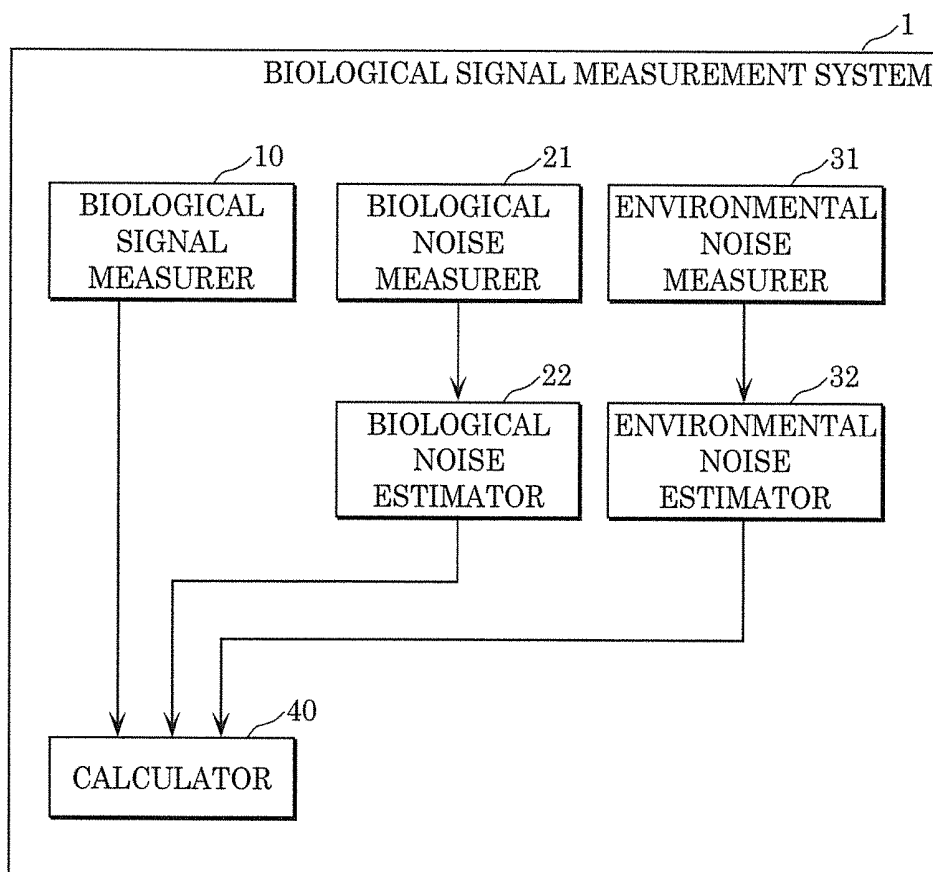 1
BIOLOGICAL SIGNAL MEASUREMENT SYSTEM
10
BIOLOGICAL
SIGNAL
MEASURER
21
BIOLOGICAL
NOISE
MEASURER
31
ENVIRONMENTAL
NOISE
MEASURER
22
BIOLOGICAL
NOISE
ESTIMATOR
32
ENVIRONMENTAL
NOISE
ESTIMATOR
40
CALCULATOR